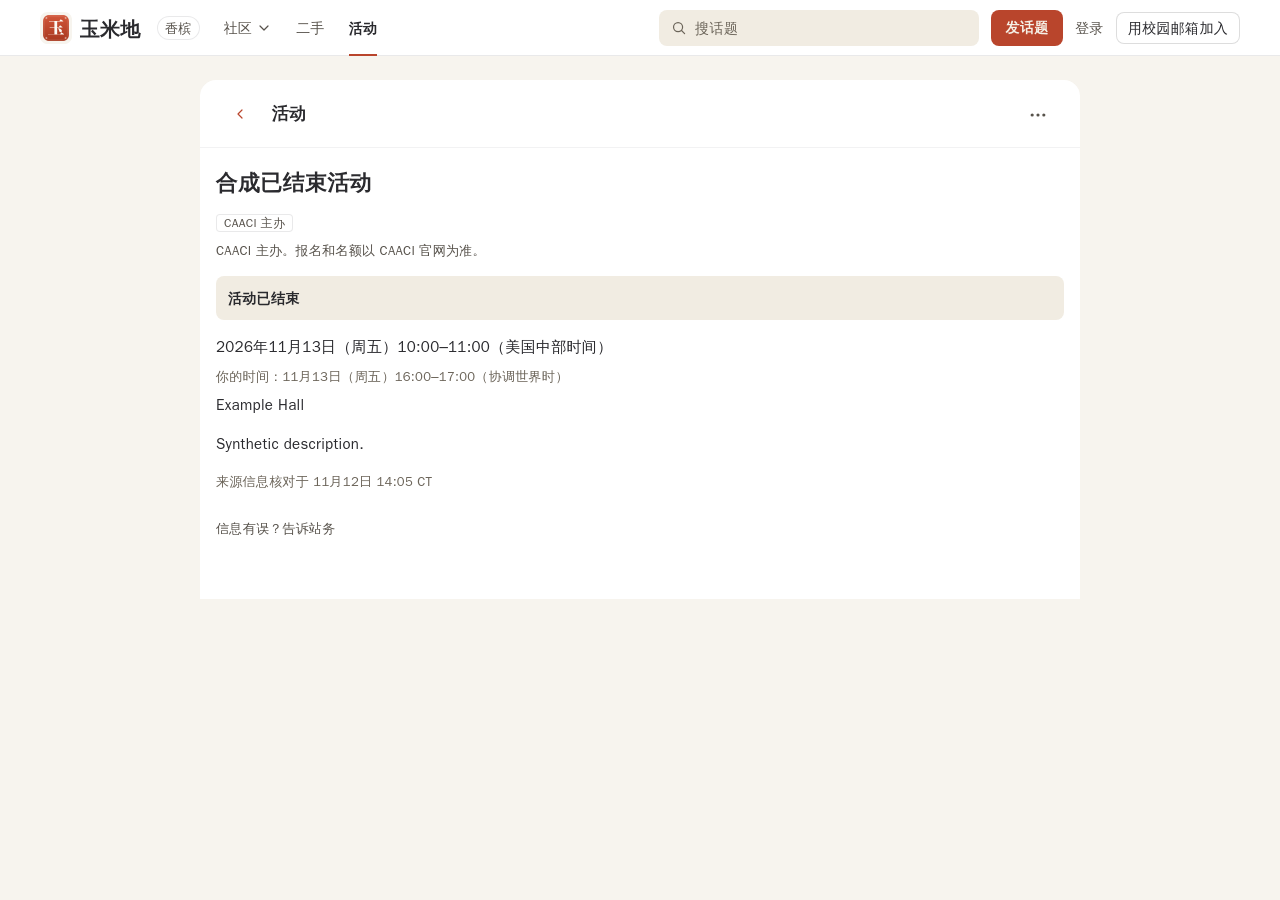 玉 玉米地 香槟 社区 二手 活动 搜话题 发话题 登录 用校园邮箱加入
活动
合成已结束活动
CAACI 主办
CAACI 主办。报名和名额以 CAACI 官网为准。
活动已结束
2026年11月13日（周五）10:00–11:00（美国中部时间）
你的时间：11月13日（周五）16:00–17:00（协调世界时）
Example Hall
Synthetic description.
来源信息核对于 11月12日 14:05 CT
信息有误？告诉站务